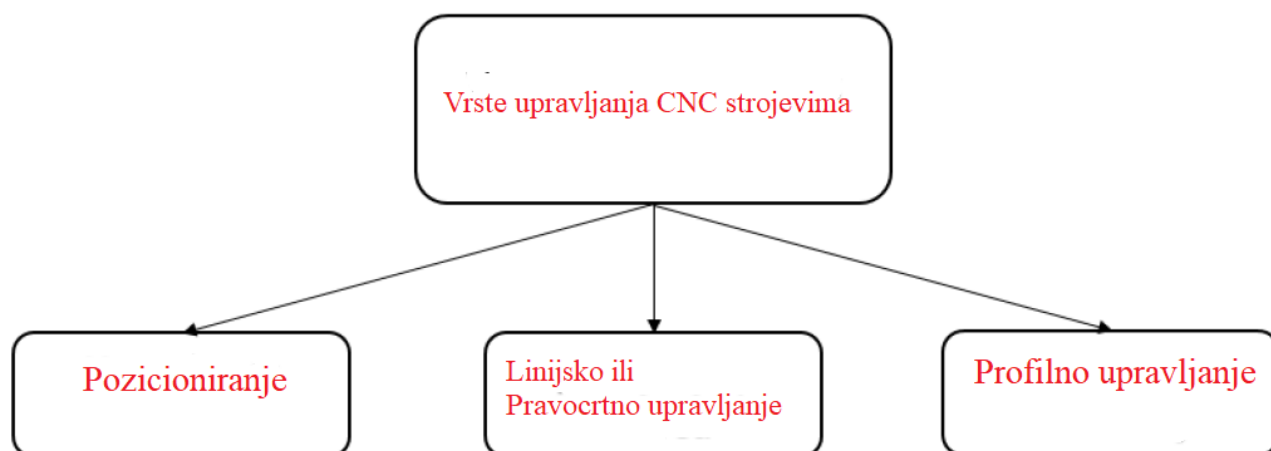 Vrste upravljanja CNC strojevima
Pozicioniranje
Linijsko ili
Pravocrtno upravljanje
Profilno upravljanje